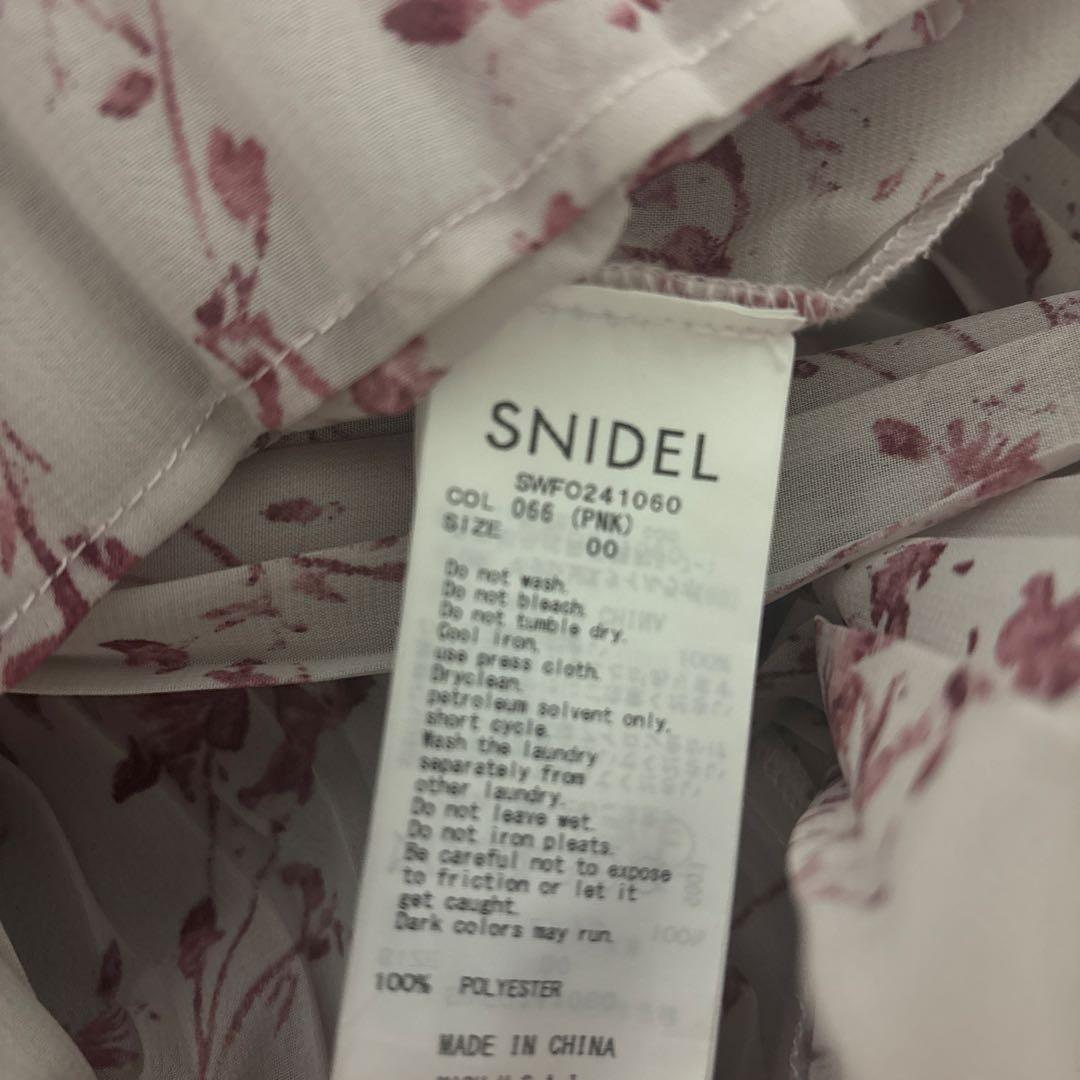 SNIDEL
SWFO241060
COL 066 (PNK)
SIZE 00
Do not wash.
Do not bleach.
Do not tumble dry.
Cool iron,
use press cloth.
Dryclean,
petroleum solvent only,
short cycle.
Wash the laundry
separately from
other laundry.
Do not leave wet.
Do not iron pleats.
Be careful not to expose
to friction or let it
get caught.
Dark colors may run.
100% POLYESTER
MADE IN CHINA